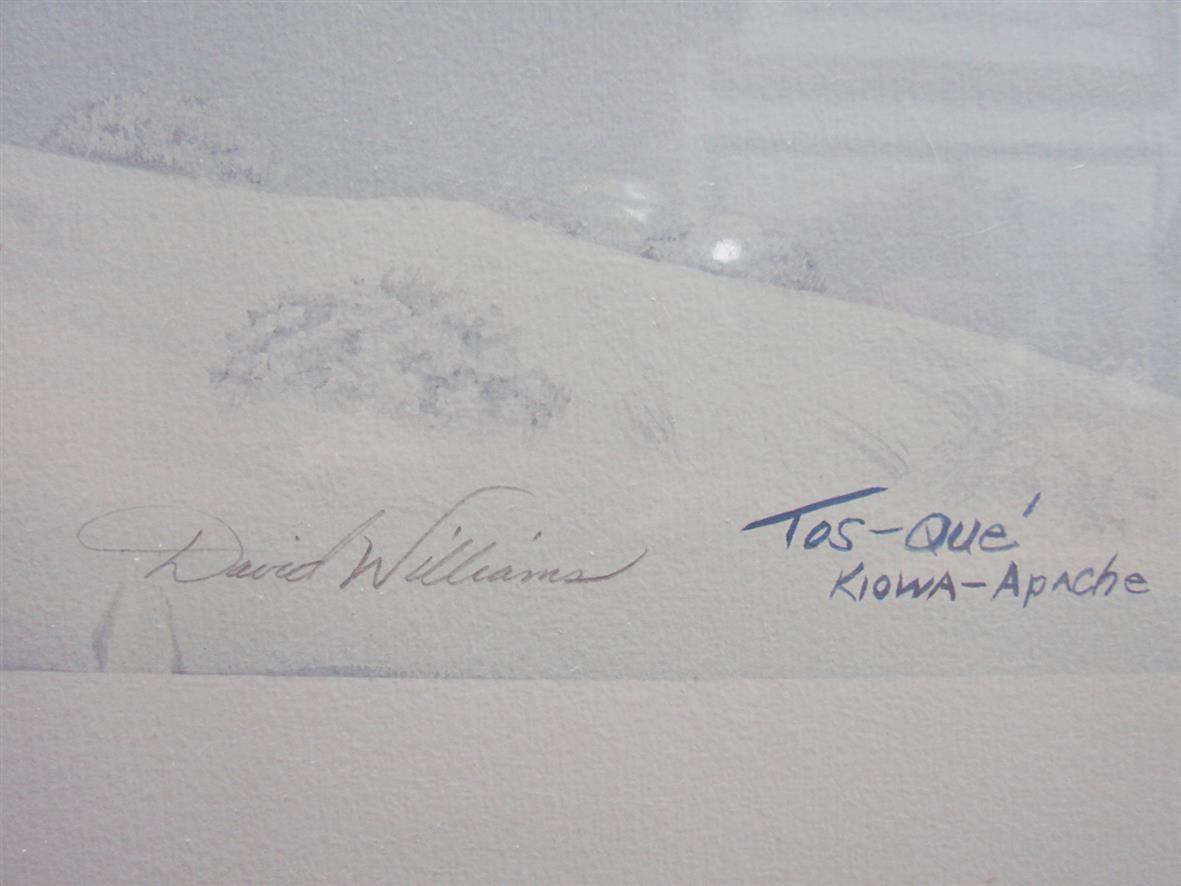 David Williams
Tos-Qué
Kiowa-Apache